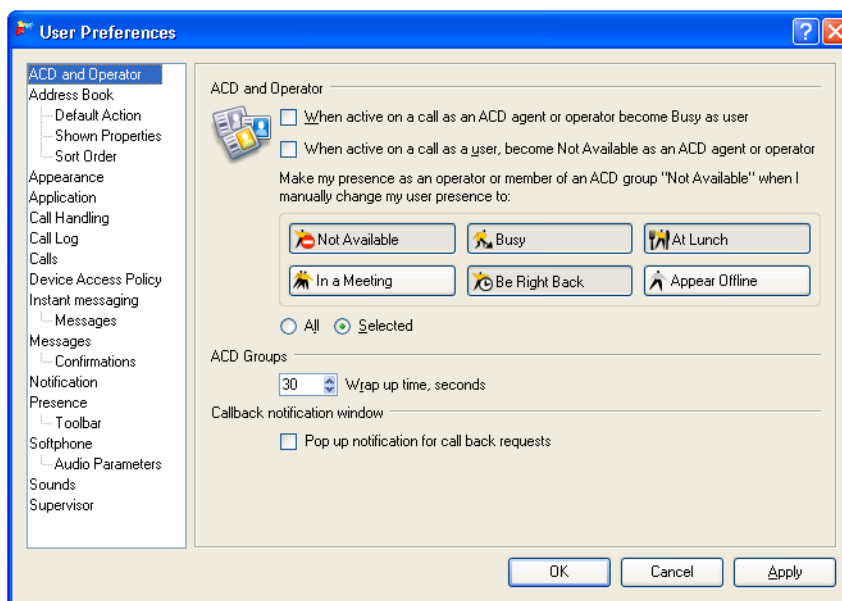 User Preferences
ACD and Operator
Address Book
Default Action
Shown Properties
Sort Order
Appearance
Application
Call Handling
Call Log
Calls
Device Access Policy
Instant messaging
Messages
Messages
Confirmations
Notification
Presence
Toolbar
Softphone
Audio Parameters
Sounds
Supervisor
ACD and Operator
When active on a call as an ACD agent or operator become Busy as user
When active on a call as a user, become Not Available as an ACD agent or operator
Make my presence as an operator or member of an ACD group "Not Available" when I
manually change my user presence to:
Not Available Busy At Lunch
In a Meeting Be Right Back Appear Offline
All Selected
ACD Groups
30 Wrap up time, seconds
Callback notification window
Pop up notification for call back requests
OK Cancel Apply